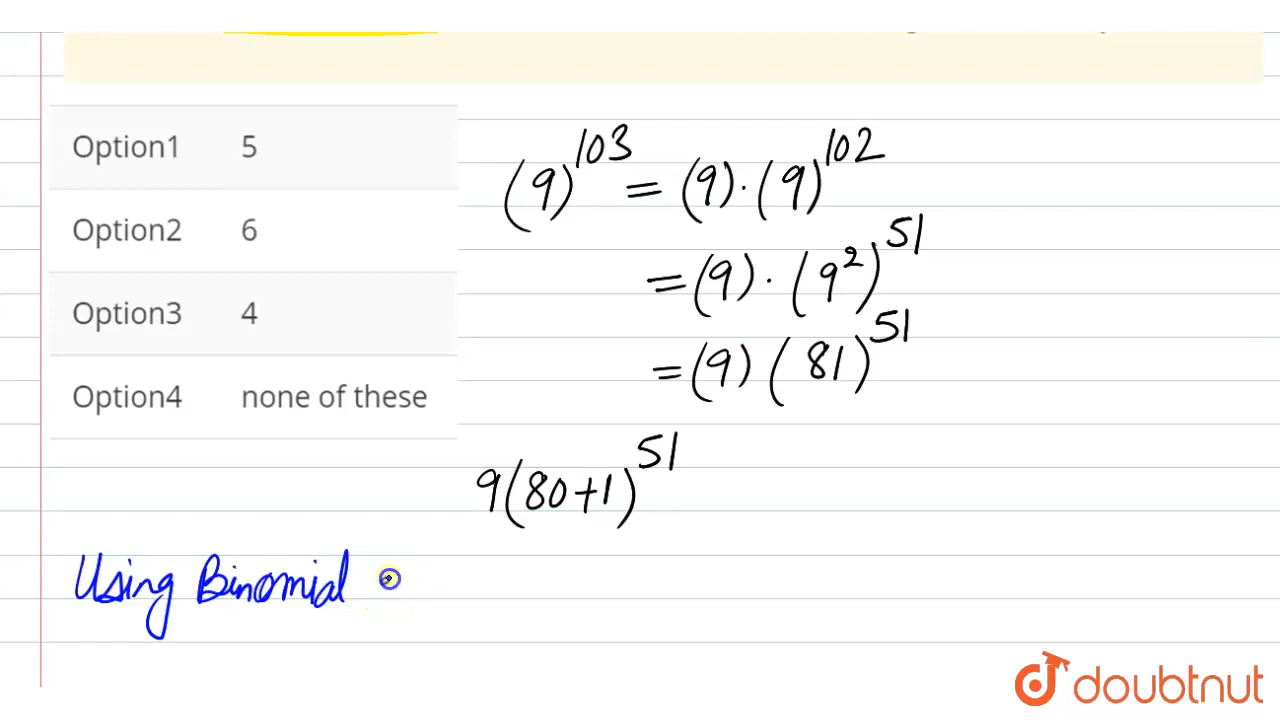 Option1 5
(9)^103 = (9)·(9)^102
Option2 6
= (9)·(9^2)^51
Option3 4
= (9)(81)^51
Option4 none of these
9(80+1)^51
Using Binomial
doubtnut